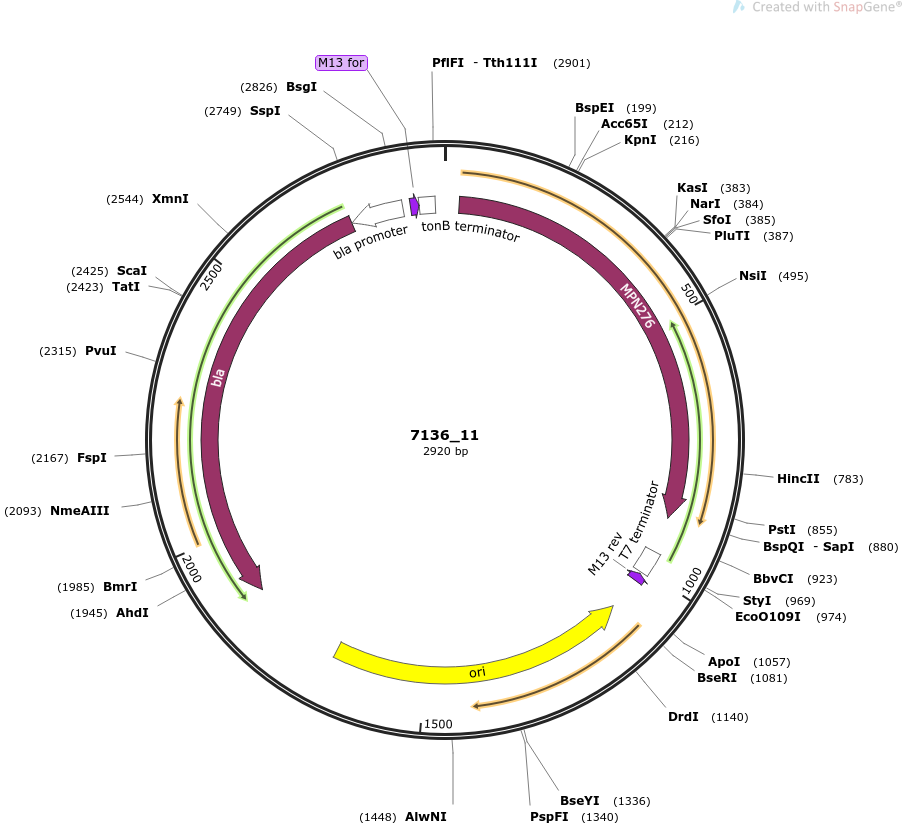 Created with SnapGene®
M13 for
PflFI - Tth111I (2901)
(2826) BsgI
(2749) SspI
BspEI (199)
Acc65I (212)
KpnI (216)
(2544) XmnI
KasI (383)
NarI (384)
SfoI (385)
PluTI (387)
bla promoter
tonB terminator
(2425) ScaI
(2423) TatI
2500
NsiI (495)
500
MPN276
(2315) PvuI
bla
7136_11
2920 bp
(2167) FspI
HincII (783)
(2093) NmeAIII
T7 terminator
M13 rev
PstI (855)
BspQI - SapI (880)
2000
1000
(1985) BmrI
BbvCI (923)
(1945) AhdI
StyI (969)
EcoO109I (974)
ori
ApoI (1057)
BseRI (1081)
DrdI (1140)
1500
BseYI (1336)
(1448) AlwNI
PspFI (1340)